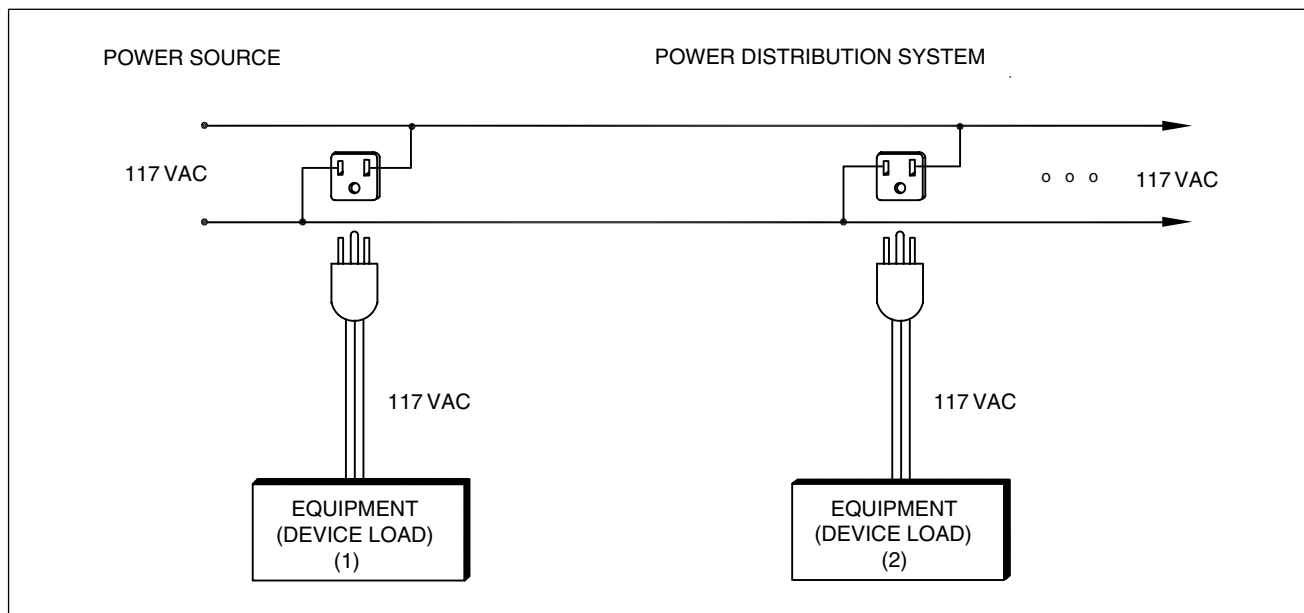 POWER SOURCE
POWER DISTRIBUTION SYSTEM
117 VAC
o o o
117 VAC
117 VAC
117 VAC
EQUIPMENT
(DEVICE LOAD)
(1)
EQUIPMENT
(DEVICE LOAD)
(2)